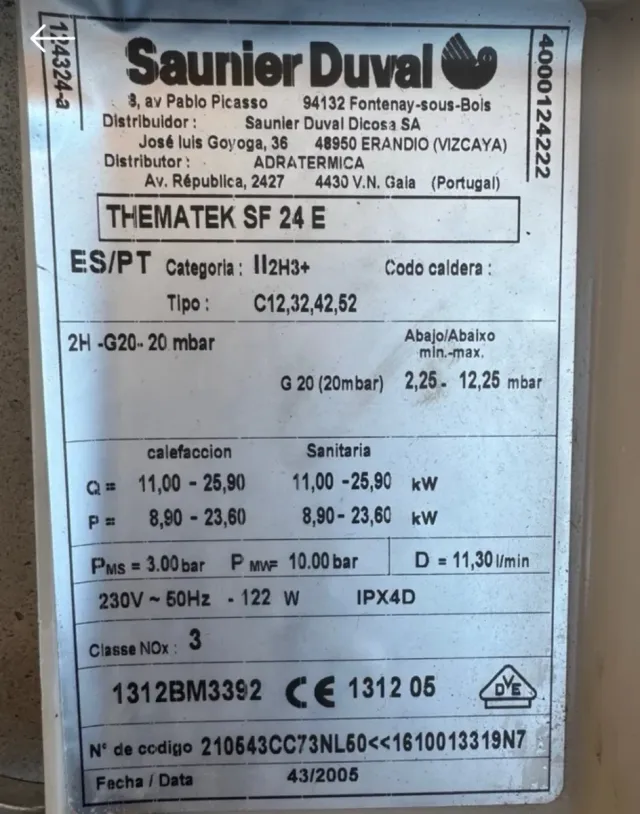 194324-a
4000124222
Saunier Duval
8, av Pablo Picasso 94132 Fontenay-sous-Bois
Distribuidor : Saunier Duval Dicosa SA
José luis Goyoga, 36 48950 ERANDIO (VIZCAYA)
Distributor : ADRATERMICA
Av. Républica, 2427 4430 V.N. Gaia (Portugal)
THEMATEK SF 24 E
ES/PT Categoria : II2H3+ Codo caldera :
Tipo : C12,32,42,52
2H -G20- 20 mbar Abajo/Abaixo
min.-max.
G 20 (20mbar) 2,25 - 12,25 mbar
calefaccion Sanitaria
Q = 11,00 - 25,90 11,00 -25,90 kW
P = 8,90 - 23,60 8,90- 23,60 kW
PMS = 3.00 bar P MW= 10.00 bar D = 11,30 l/min
230V ~ 50Hz - 122 W IPX4D
Classe NOx : 3
1312BM3392 CE 1312 05 DVE
N° de codigo 210543CC73NL50<<1610013319N7
Fecha / Data 43/2005